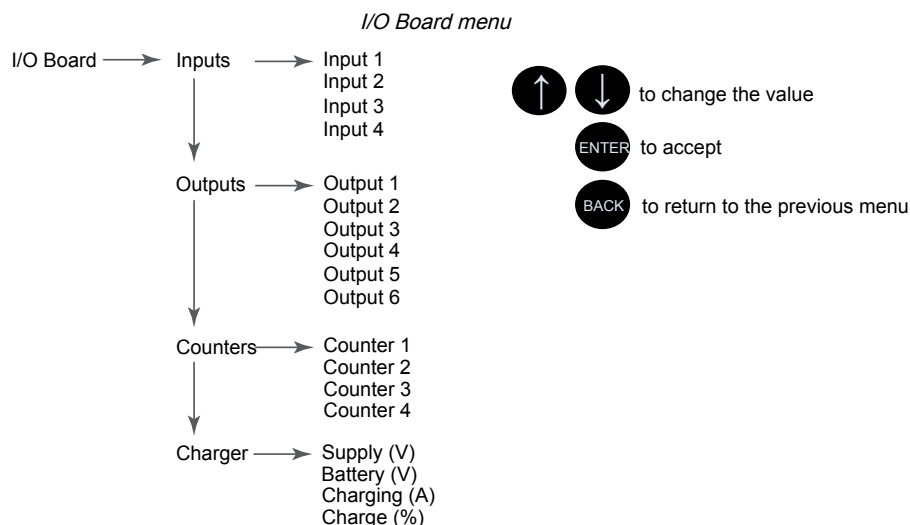 I/O Board menu
I/O Board
Inputs
Input 1
Input 2
Input 3
Input 4
Outputs
Output 1
Output 2
Output 3
Output 4
Output 5
Output 6
Counters
Counter 1
Counter 2
Counter 3
Counter 4
Charger
Supply (V)
Battery (V)
Charging (A)
Charge (%)
to change the value
ENTER to accept
BACK to return to the previous menu